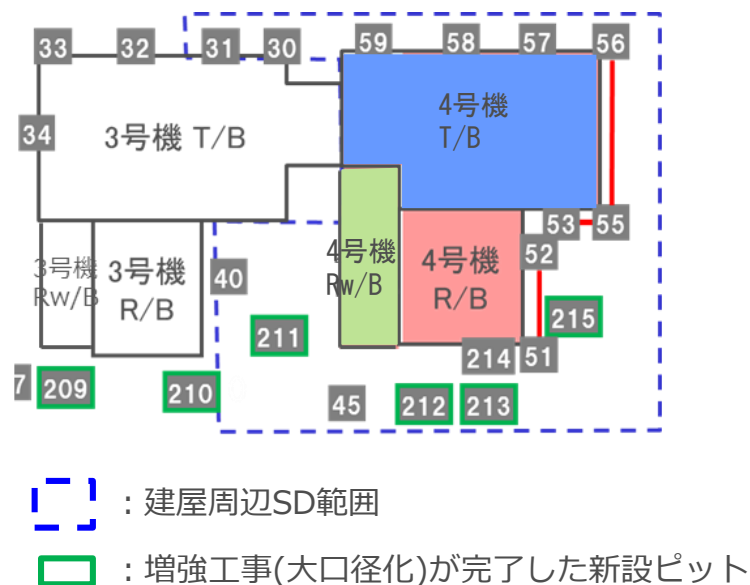 33 32 31 30 59 58 57 56
34
3号機 T/B
4号機
T/B
53 55
3号機
Rw/B
3号機
R/B
40
4号機
Rw/B
4号機
R/B
52
211
215
214 51
7 209 210 45 212 213
：建屋周辺SD範囲
：増強工事(大口径化)が完了した新設ピット